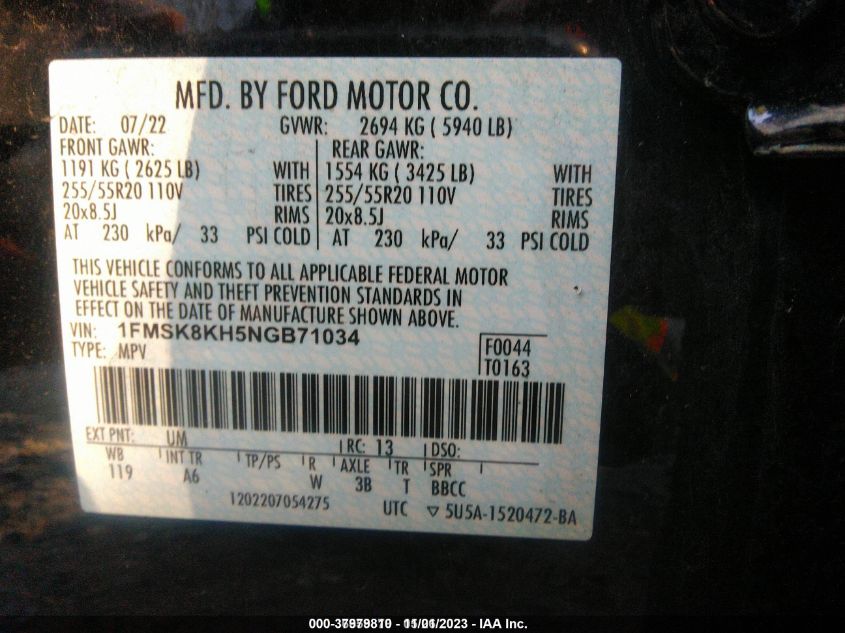 MFD. BY FORD MOTOR CO.
DATE: 07/22 GVWR: 2694 KG ( 5940 LB)
FRONT GAWR: REAR GAWR:
1191 KG ( 2625 LB) WITH 1554 KG ( 3425 LB) WITH
255/55R20 110V TIRES 255/55R20 110V TIRES
20x8.5J RIMS 20x8.5J RIMS
AT 230 kPa/ 33 PSI COLD AT 230 kPa/ 33 PSI COLD
THIS VEHICLE CONFORMS TO ALL APPLICABLE FEDERAL MOTOR
VEHICLE SAFETY AND THEFT PREVENTION STANDARDS IN
EFFECT ON THE DATE OF MANUFACTURE SHOWN ABOVE.
VIN: 1FMSK8KH5NGB71034
TYPE: MPV F0044
T0163
EXT PNT: UM RC: 13 DSO:
WB INT TR TP/PS R AXLE TR SPR
119 A6 W 3B T BBCC
1202207054275 UTC ▽ 5U5A-1520472-BA
11/01/2023 - IAA Inc.